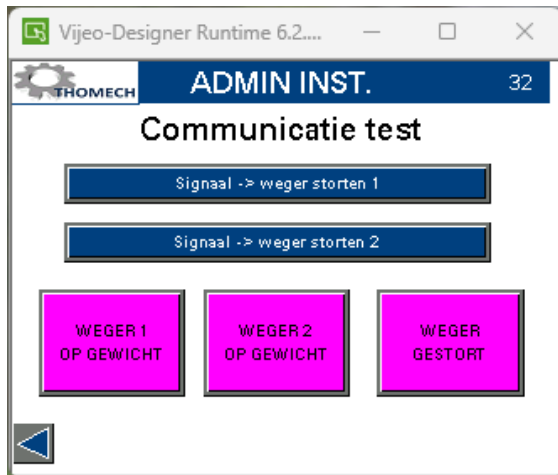 Vijeo-Designer Runtime 6.2....
THOMECH
ADMIN INST.
32
Communicatie test
Signaal -> weger storten 1
Signaal -> weger storten 2
WEGER 1
OP GEWICHT
WEGER 2
OP GEWICHT
WEGER
GESTORT